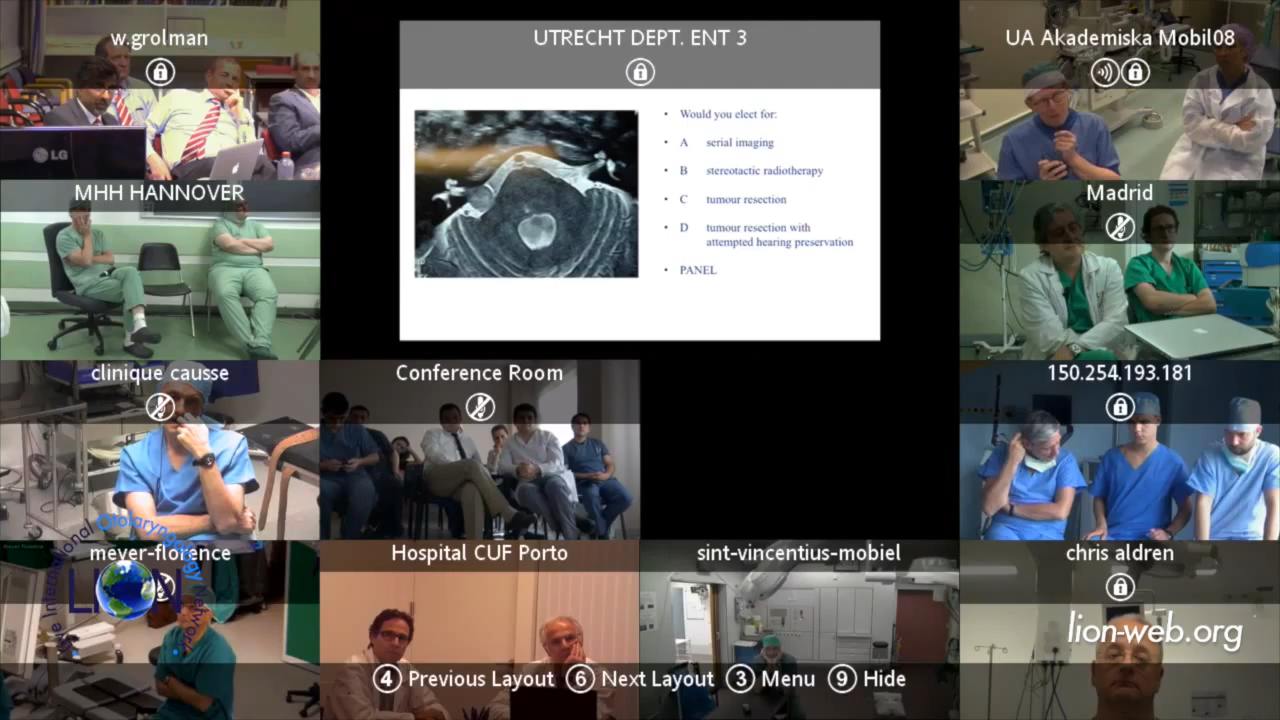 w.grolman
UTRECHT DEPT. ENT 3
UA Akademiska Mobil08
LG
• Would you elect for:
• A serial imaging
• B stereotactic radiotherapy
• C tumour resection
• D tumour resection with
attempted hearing preservation
• PANEL
MHH HANNOVER
Madrid
clinique causse
Conference Room
150.254.193.181
Live International Otolaryngology Network
LION
meyer-florence
Hospital CUF Porto
sint-vincentius-mobiel
chris aldren
lion-web.org
4 Previous Layout 6 Next Layout 3 Menu 9 Hide